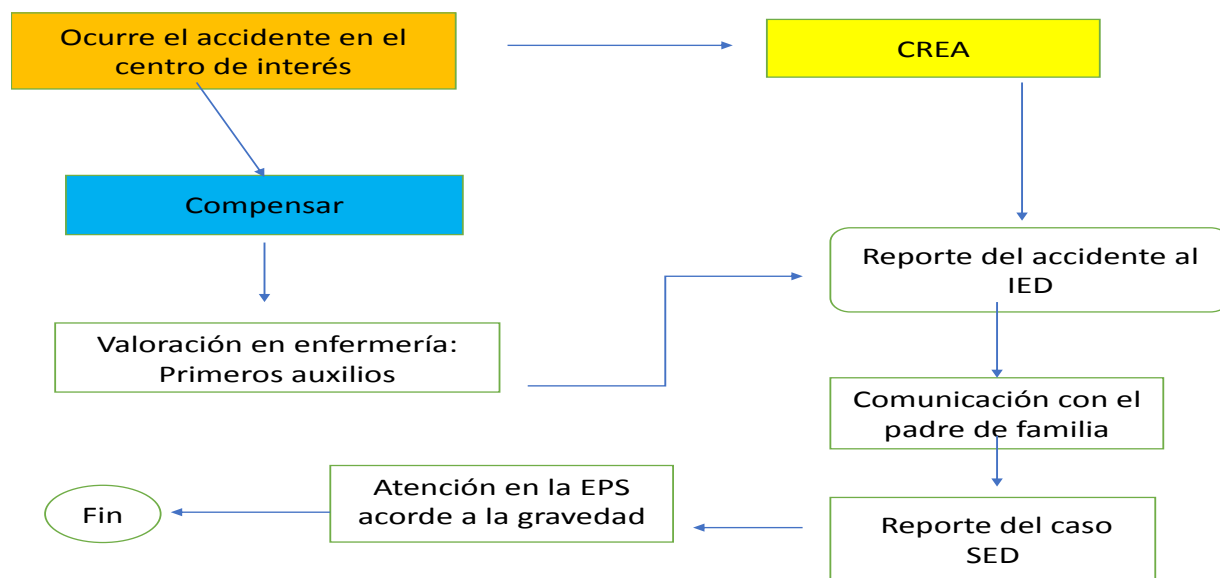 Ocurre el accidente en el
centro de interés
CREA
Compensar
Reporte del accidente al
IED
Valoración en enfermería:
Primeros auxilios
Comunicación con el
padre de familia
Atención en la EPS
acorde a la gravedad
Fin
Reporte del caso
SED